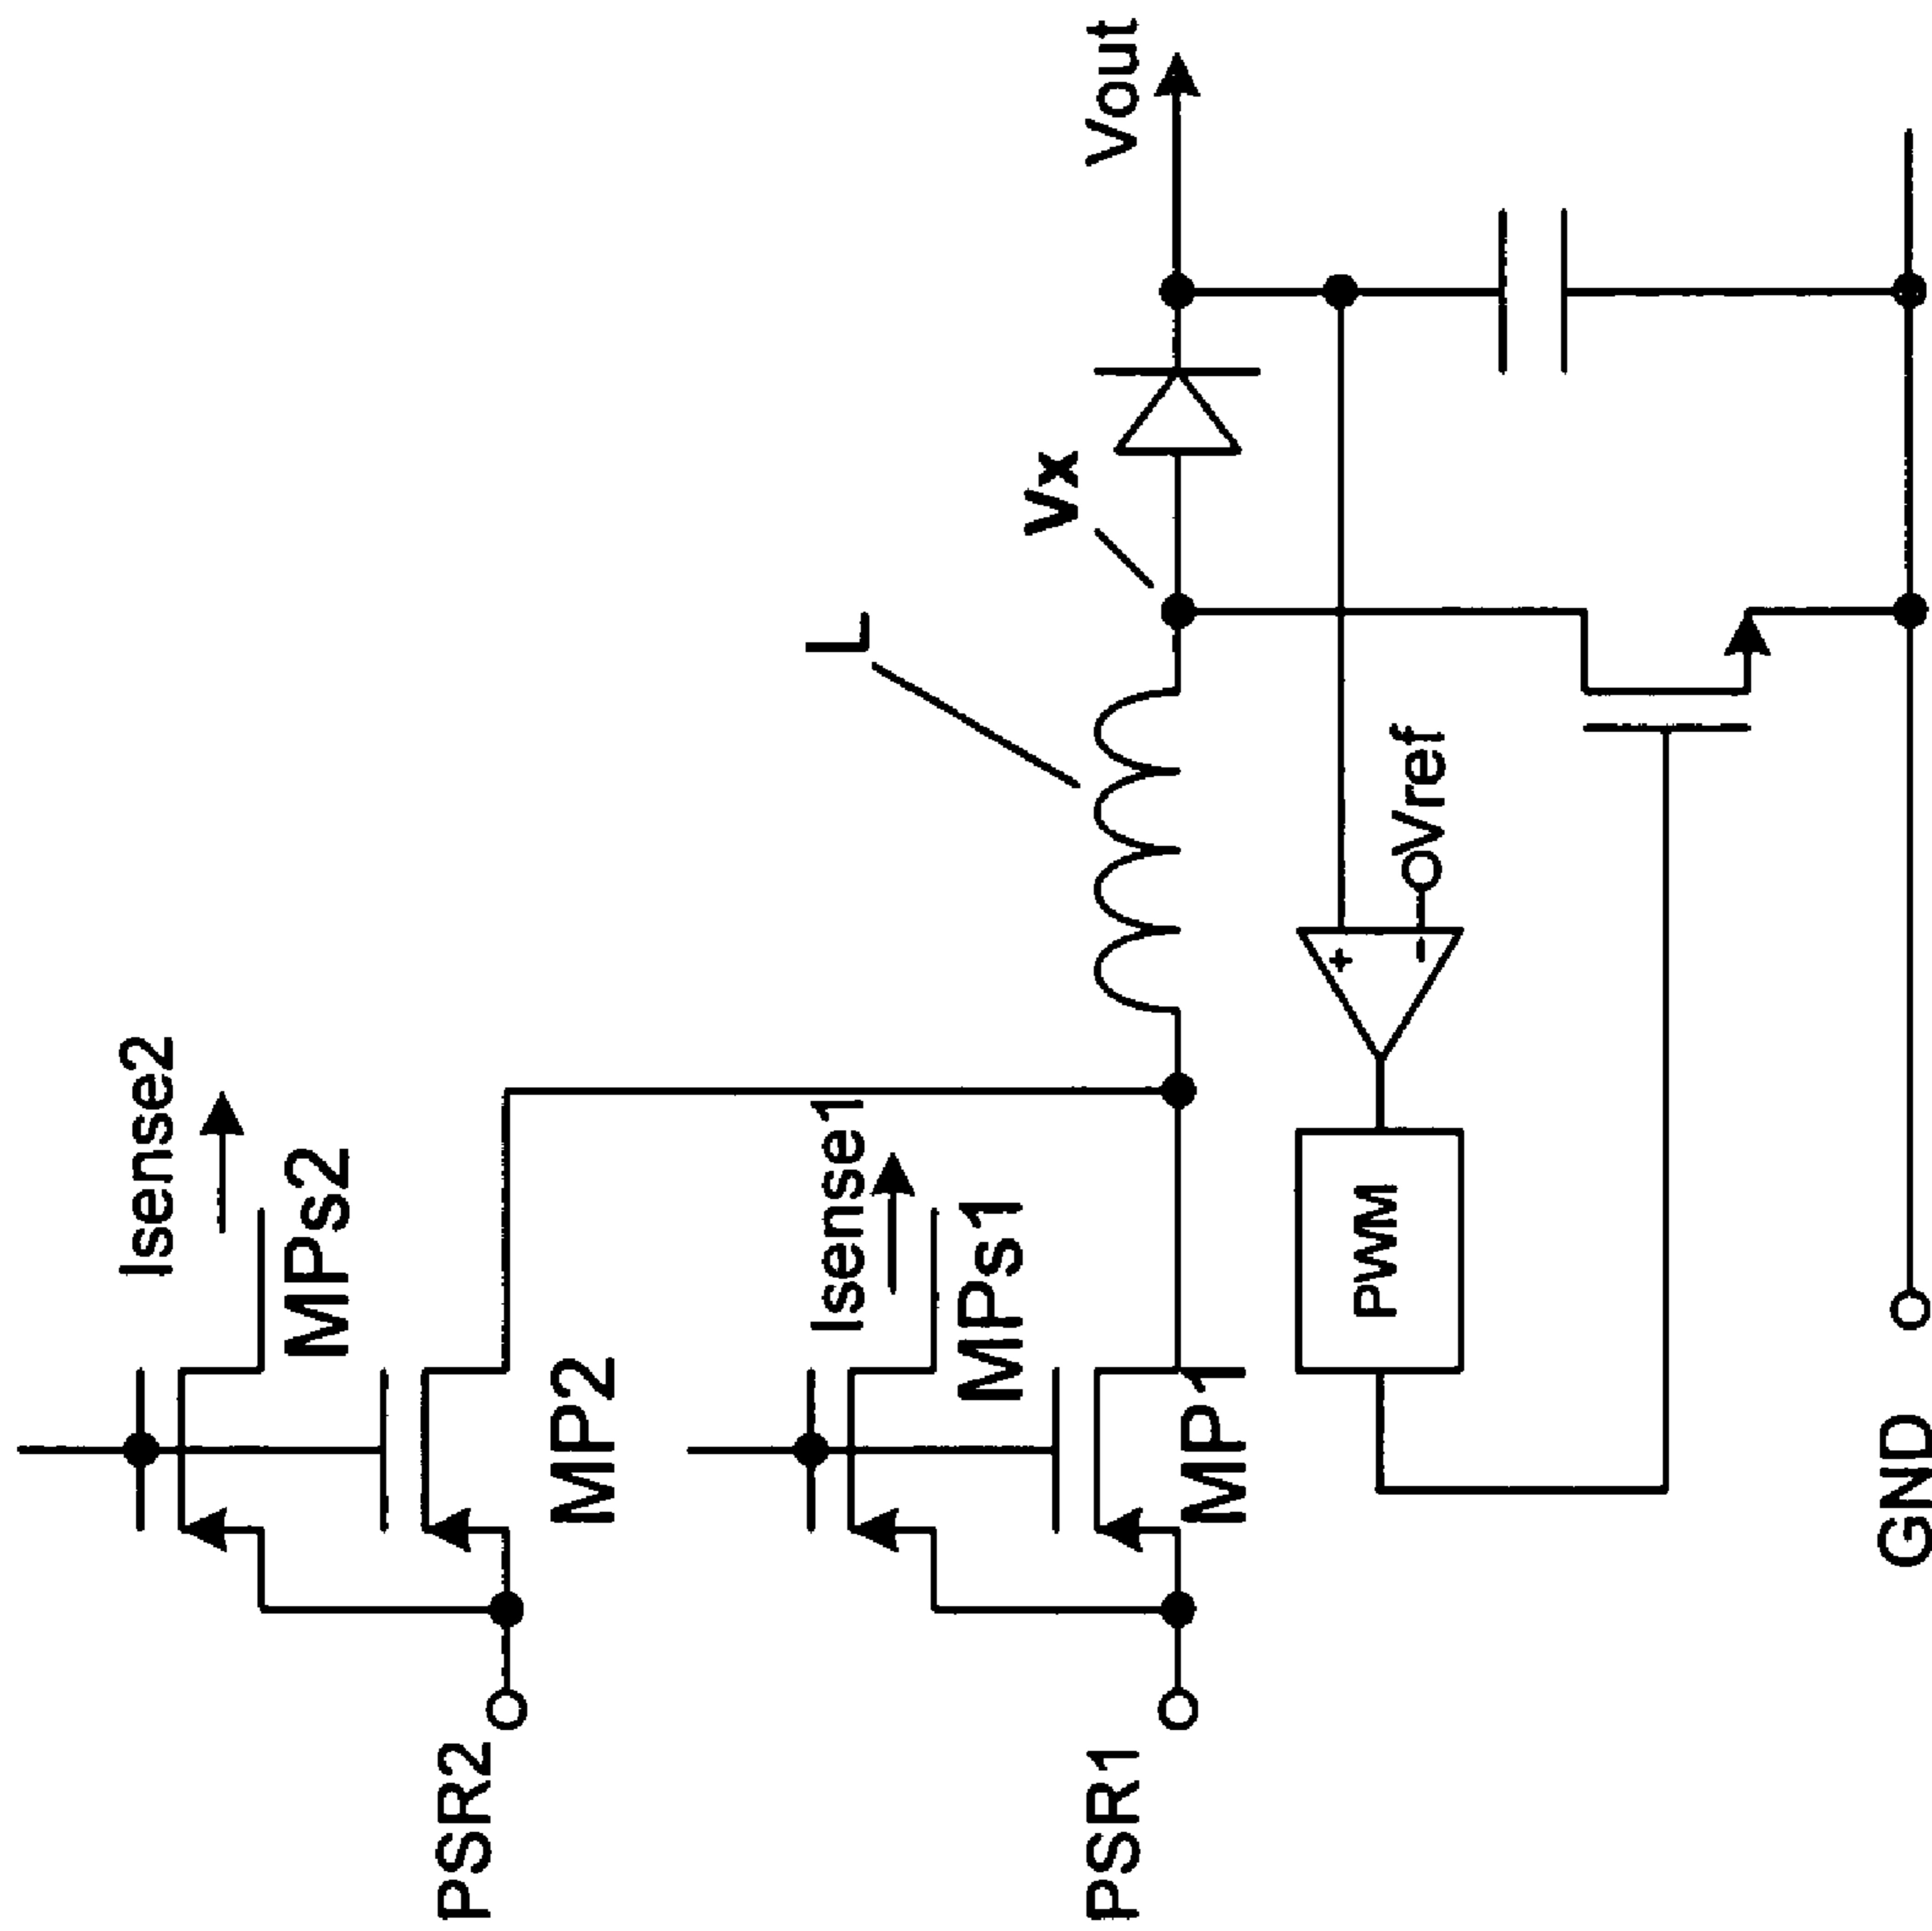 Isense2
MPs2
MP2
PSR2
Isense1
MPs1
MP1
PSR1
L
Vx
Vout
+
-
Vref
PWM
GND